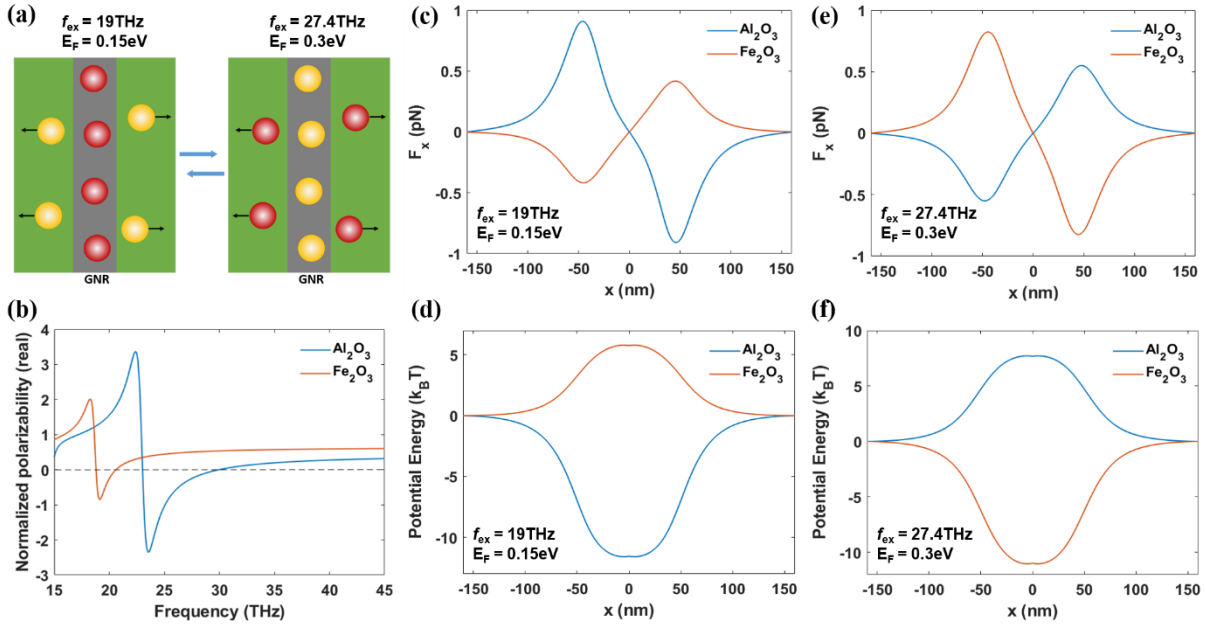 (a)
f_ex = 19THz
E_F = 0.15eV
f_ex = 27.4THz
E_F = 0.3eV
GNR
GNR
(b)
Normalized polarizability (real)
4
3
2
1
0
-1
-2
-3
15
20
25
30
35
40
45
Frequency (THz)
Al₂O₃
Fe₂O₃
(c)
F_x (pN)
1
0.5
0
-0.5
-1
-150
-100
-50
0
50
100
150
x (nm)
Al₂O₃
Fe₂O₃
f_ex = 19THz
E_F = 0.15eV
(d)
Potential Energy (k_BT)
5
0
-5
-10
-150
-100
-50
0
50
100
150
x (nm)
Al₂O₃
Fe₂O₃
f_ex = 19THz
E_F = 0.15eV
(e)
F_x (pN)
1
0.5
0
-0.5
-1
-150
-100
-50
0
50
100
150
x (nm)
Al₂O₃
Fe₂O₃
f_ex = 27.4THz
E_F = 0.3eV
(f)
Potential Energy (k_BT)
10
5
0
-5
-10
-150
-100
-50
0
50
100
150
x (nm)
Al₂O₃
Fe₂O₃
f_ex = 27.4THz
E_F = 0.3eV